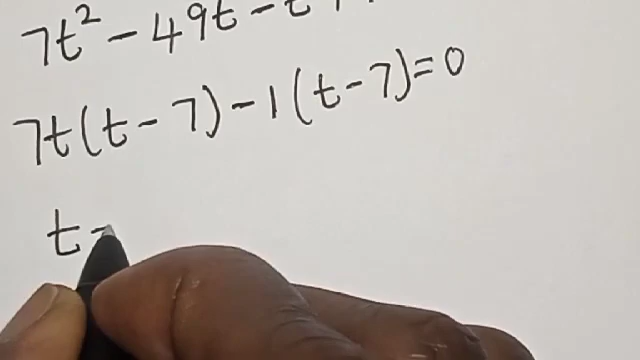 7t² - 49t - t
7t(t - 7) - 1(t - 7) = 0
t -